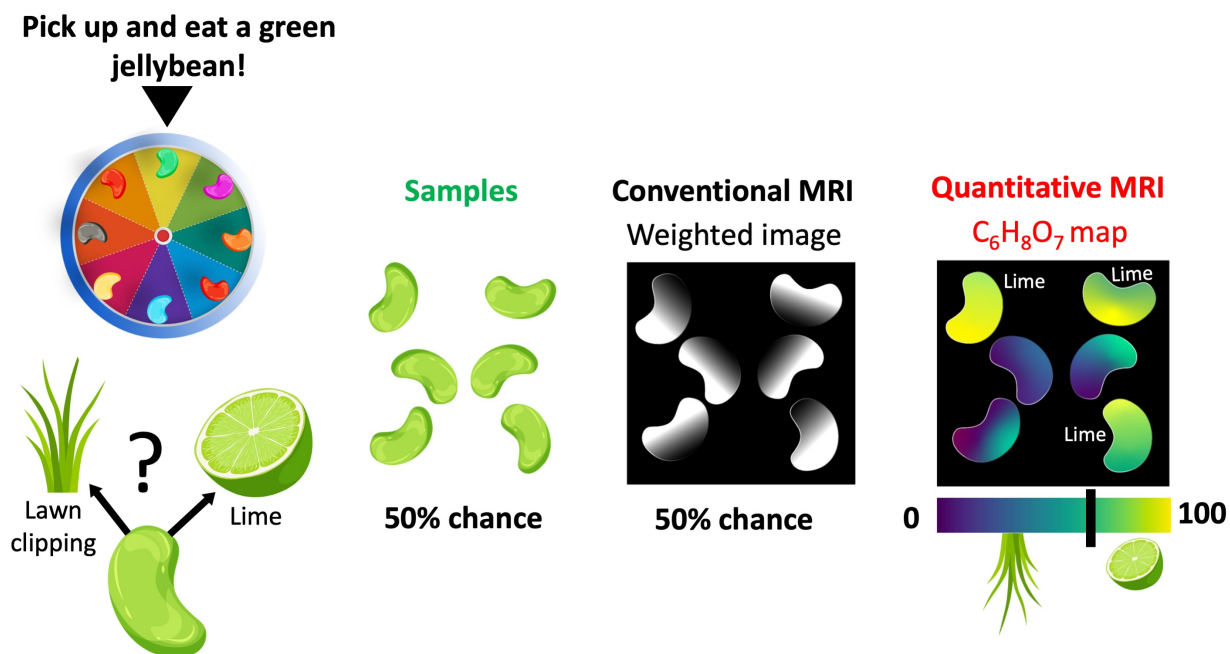 Pick up and eat a green
jellybean!
?
Lawn
clipping
Lime
Samples
50% chance
Conventional MRI
Weighted image
50% chance
Quantitative MRI
C₆H₈O₇ map
Lime
Lime
Lime
0
100